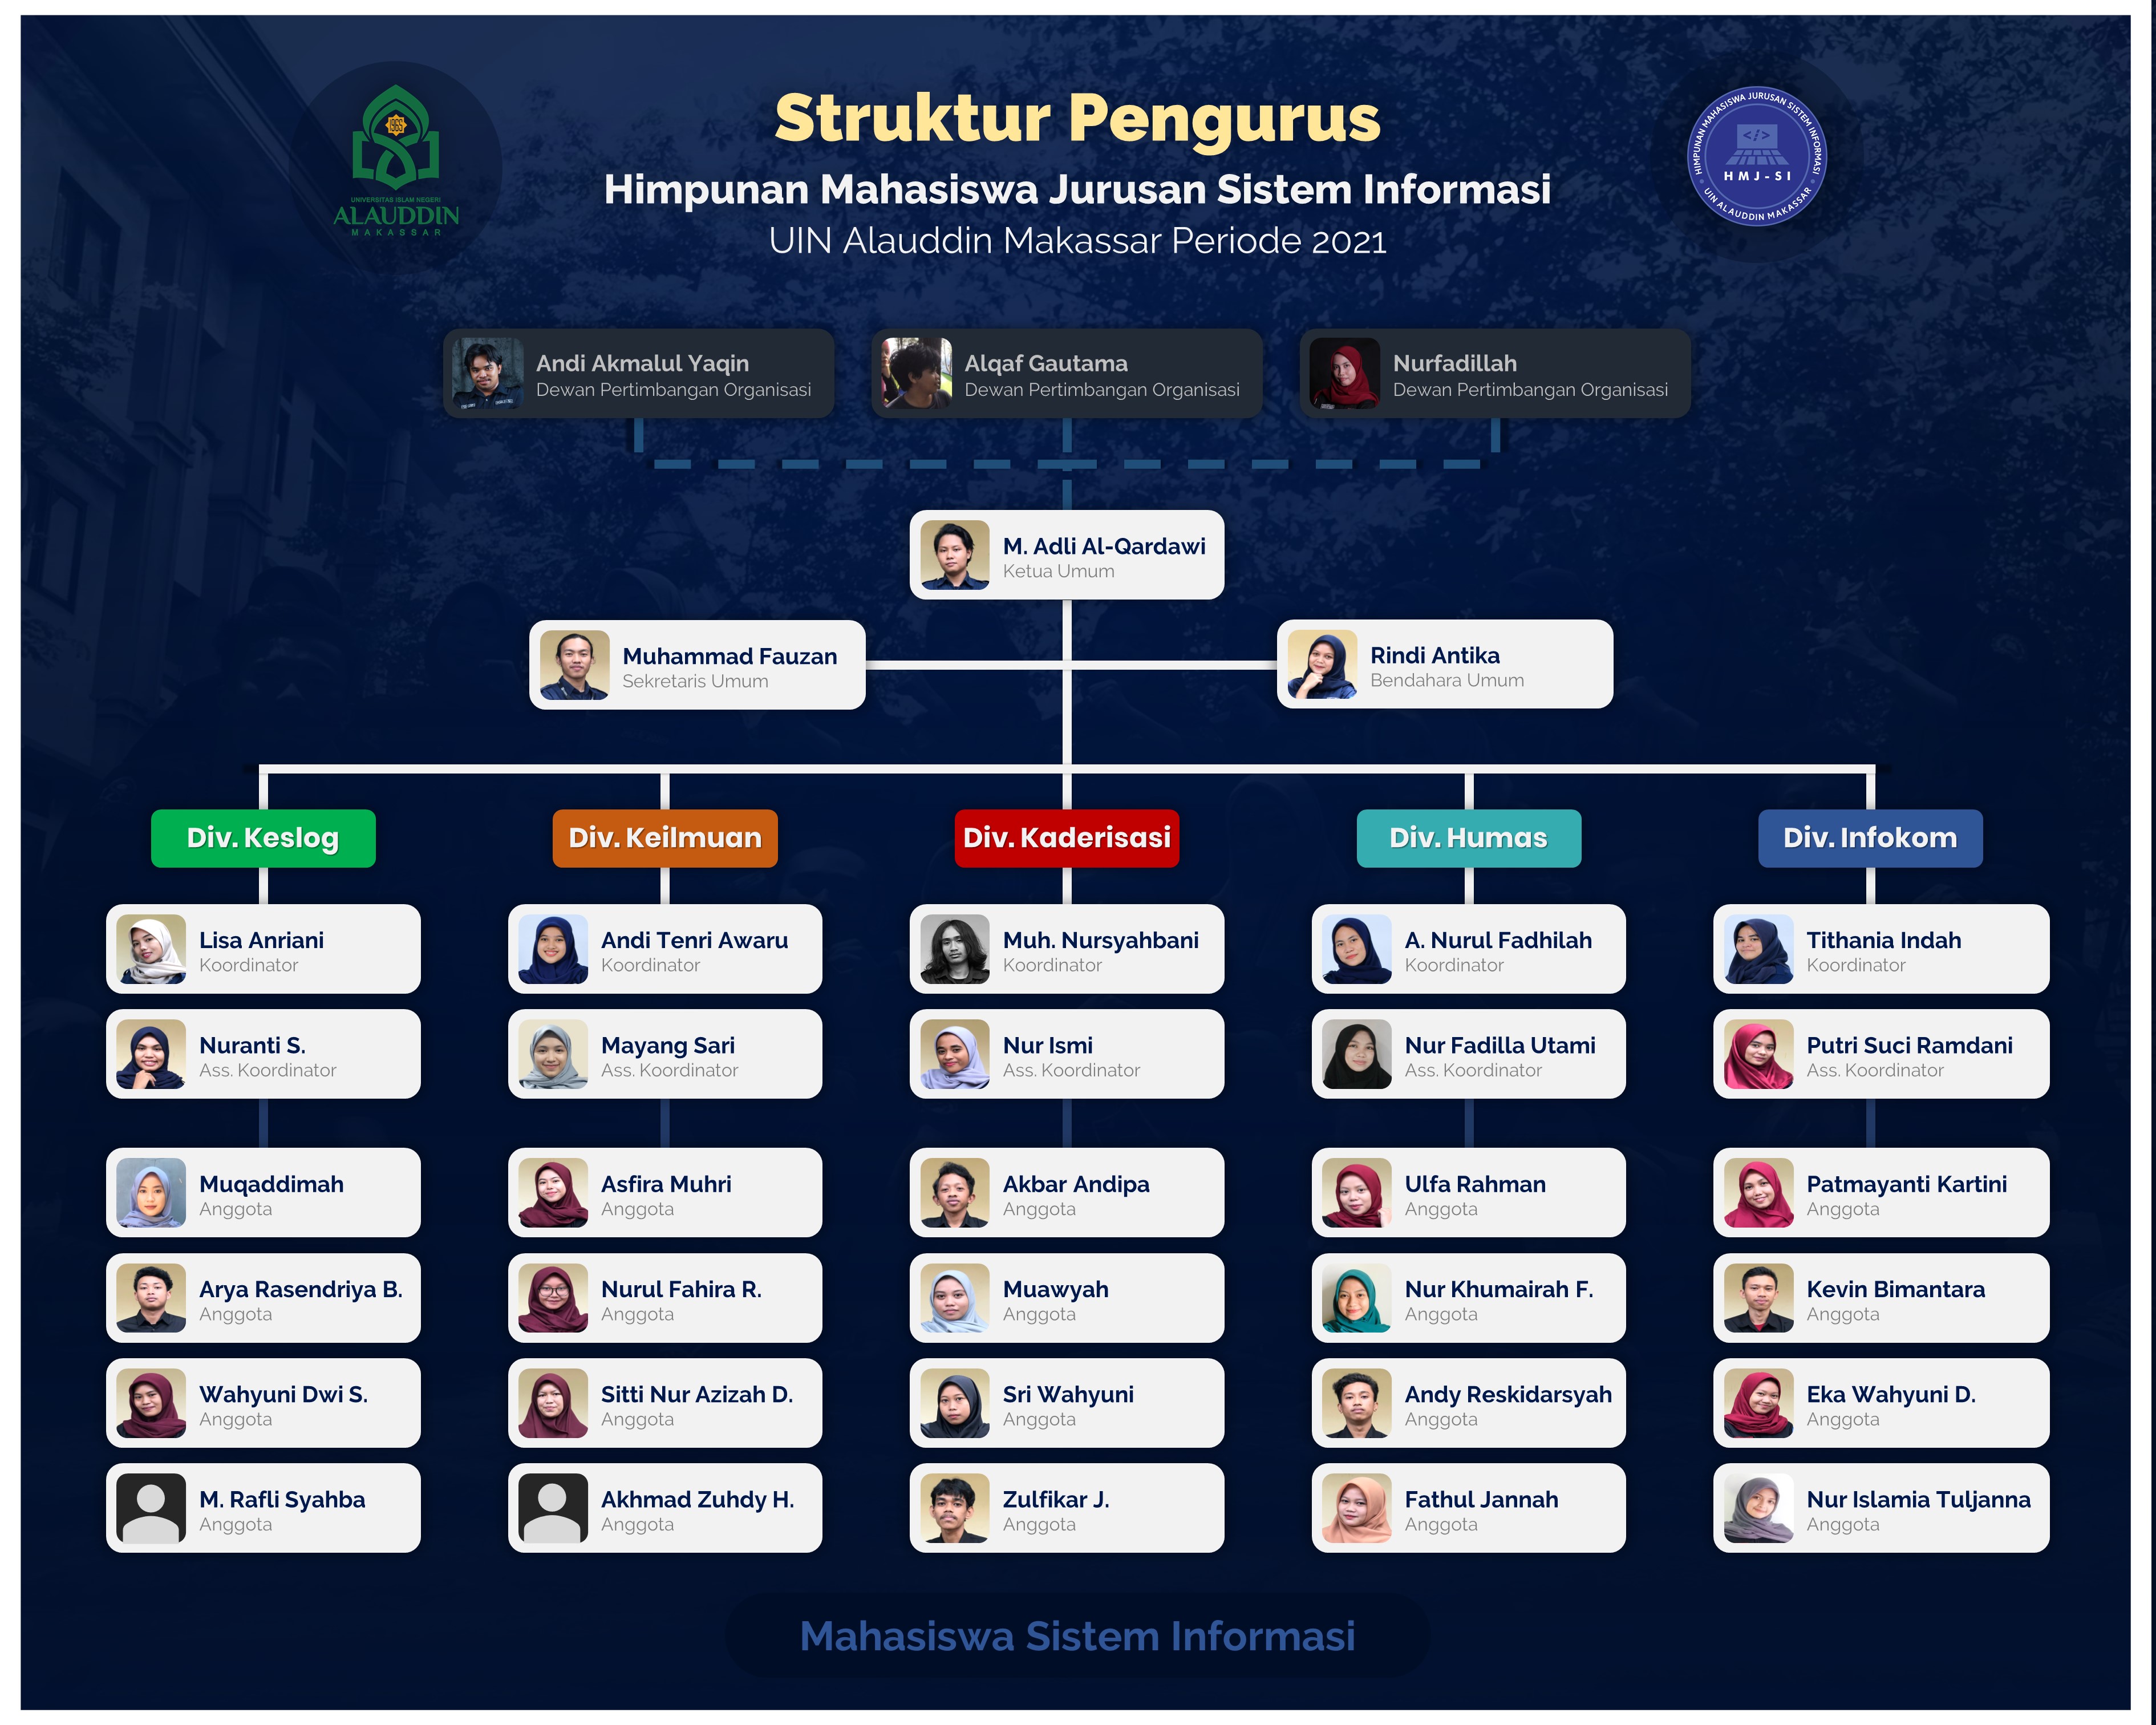 1965
UNIVERSITAS ISLAM NEGERI
ALAUDDIN
MAKASSAR
Struktur Pengurus
Himpunan Mahasiswa Jurusan Sistem Informasi
UIN Alauddin Makassar Periode 2021
HIMPUNAN MAHASISWA JURUSAN SISTEM INFORMASI
</>
HMJ-SI
UIN ALAUDDIN MAKASSAR
Andi Akmalul Yaqin
Dewan Pertimbangan Organisasi
Alqaf Gautama
Dewan Pertimbangan Organisasi
Nurfadillah
Dewan Pertimbangan Organisasi
M. Adli Al-Qardawi
Ketua Umum
Muhammad Fauzan
Sekretaris Umum
Rindi Antika
Bendahara Umum
Div. Keslog
Div. Keilmuan
Div. Kaderisasi
Div. Humas
Div. Infokom
Lisa Anriani
Koordinator
Andi Tenri Awaru
Koordinator
Muh. Nursyahbani
Koordinator
A. Nurul Fadhilah
Koordinator
Tithania Indah
Koordinator
Nuranti S.
Ass. Koordinator
Mayang Sari
Ass. Koordinator
Nur Ismi
Ass. Koordinator
Nur Fadilla Utami
Ass. Koordinator
Putri Suci Ramdani
Ass. Koordinator
Muqaddimah
Anggota
Asfira Muhri
Anggota
Akbar Andipa
Anggota
Ulfa Rahman
Anggota
Patmayanti Kartini
Anggota
Arya Rasendriya B.
Anggota
Nurul Fahira R.
Anggota
Muawyah
Anggota
Nur Khumairah F.
Anggota
Kevin Bimantara
Anggota
Wahyuni Dwi S.
Anggota
Sitti Nur Azizah D.
Anggota
Sri Wahyuni
Anggota
Andy Reskidarsyah
Anggota
Eka Wahyuni D.
Anggota
M. Rafli Syahba
Anggota
Akhmad Zuhdy H.
Anggota
Zulfikar J.
Anggota
Fathul Jannah
Anggota
Nur Islamia Tuljanna
Anggota
Mahasiswa Sistem Informasi